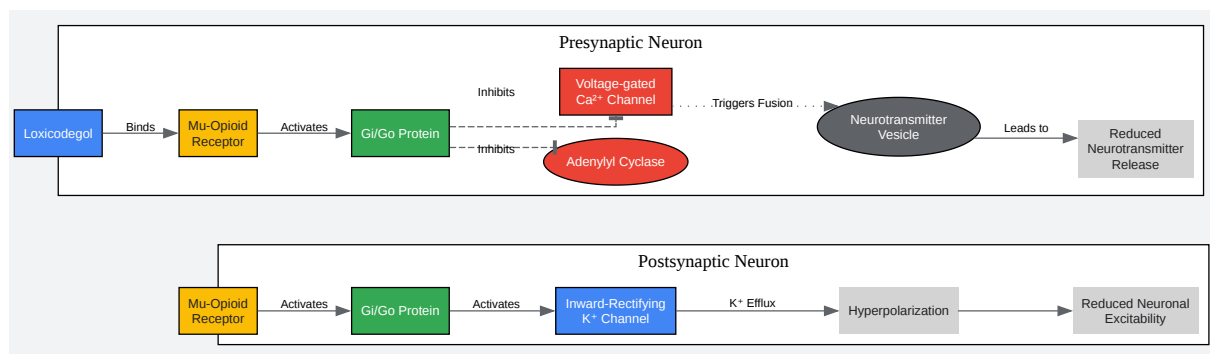 Presynaptic Neuron
Loxicodegol
Binds
Mu-Opioid
Receptor
Activates
Gi/Go Protein
Inhibits
Voltage-gated
Ca²⁺ Channel
Inhibits
Adenylyl Cyclase
Triggers Fusion
Neurotransmitter
Vesicle
Leads to
Reduced
Neurotransmitter
Release
Postsynaptic Neuron
Mu-Opioid
Receptor
Activates
Gi/Go Protein
Activates
Inward-Rectifying
K⁺ Channel
K⁺ Efflux
Hyperpolarization
Reduced Neuronal
Excitability